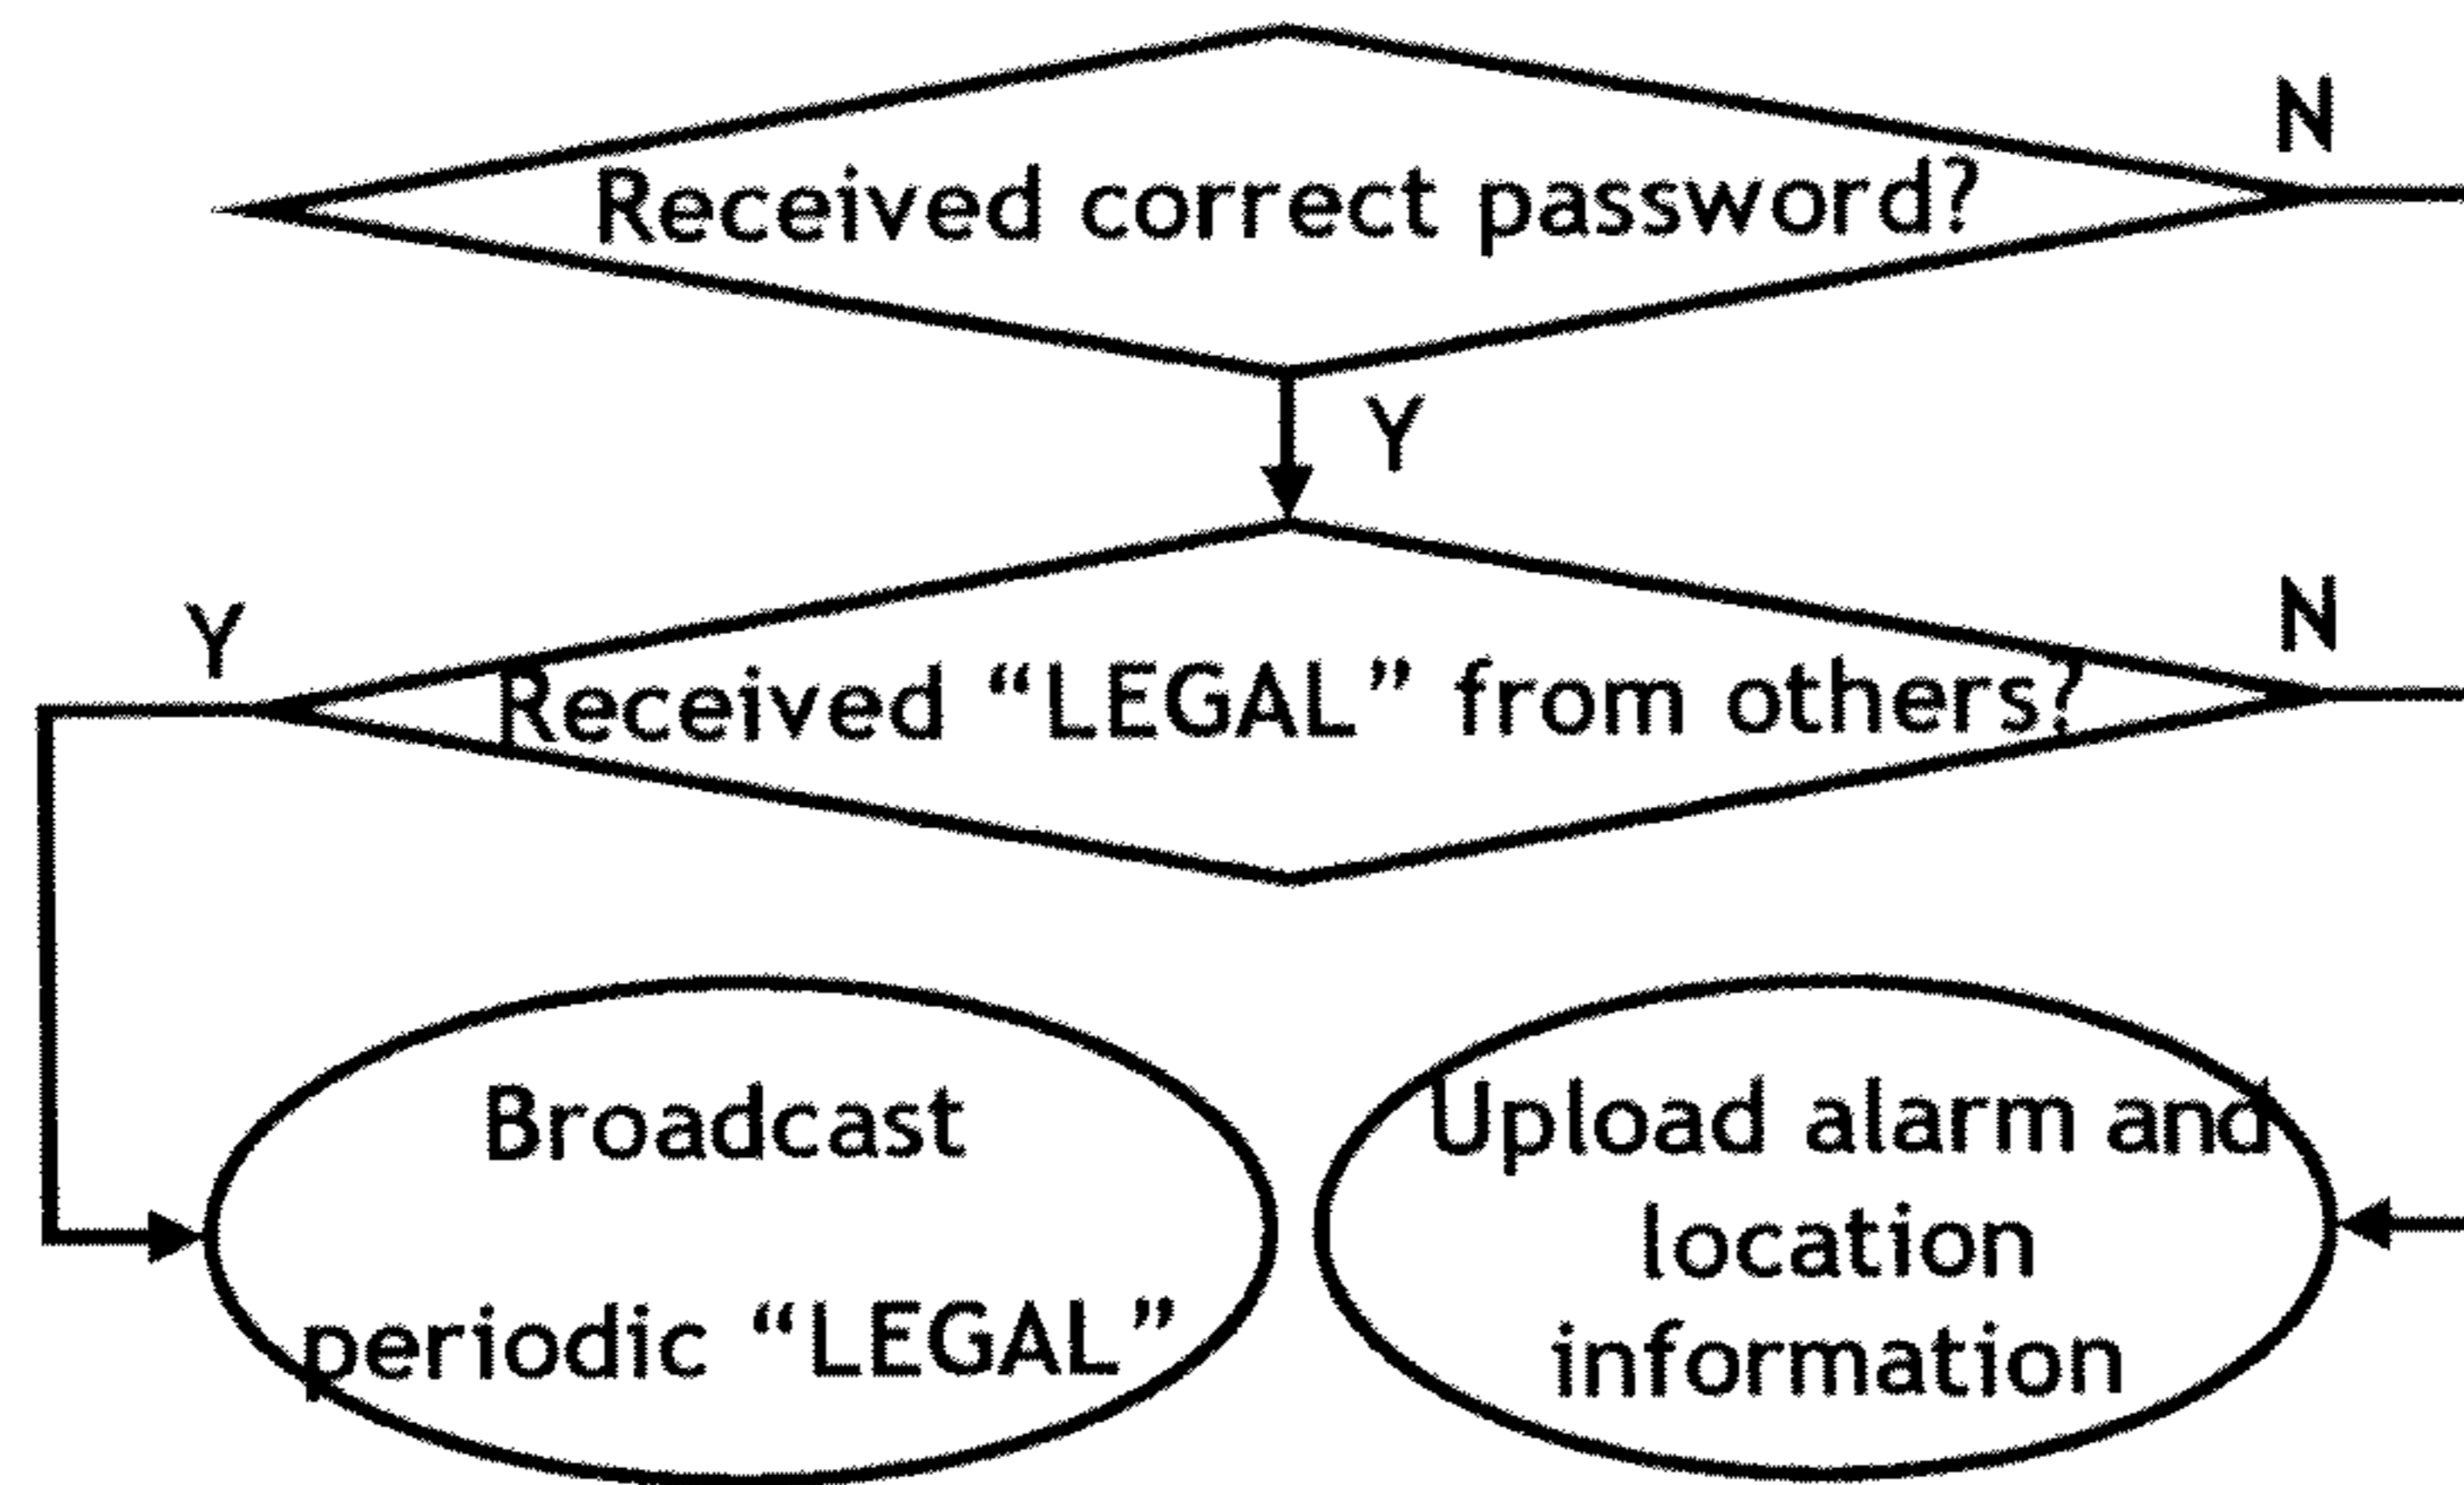 N
Received correct password?
Y
Y
N
Received “LEGAL” from others?
Broadcast
periodic “LEGAL”
Upload alarm and
location
information